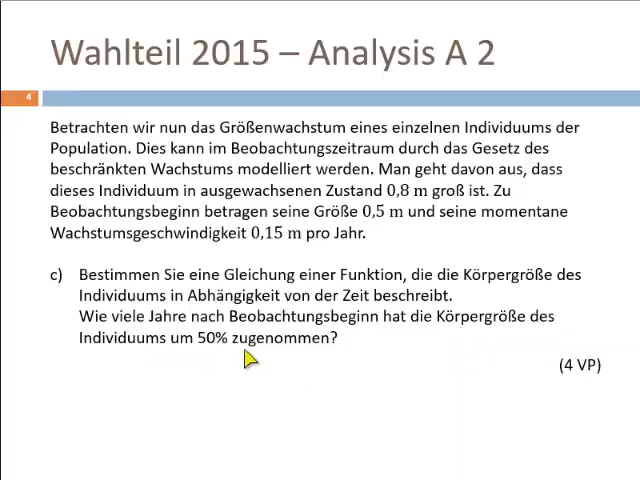 Wahlteil 2015 – Analysis A 2
4
Betrachten wir nun das Größenwachstum eines einzelnen Individuums der
Population. Dies kann im Beobachtungszeitraum durch das Gesetz des
beschränkten Wachstums modelliert werden. Man geht davon aus, dass
dieses Individuum in ausgewachsenen Zustand 0,8 m groß ist. Zu
Beobachtungsbeginn betragen seine Größe 0,5 m und seine momentane
Wachstumsgeschwindigkeit 0,15 m pro Jahr.
c) Bestimmen Sie eine Gleichung einer Funktion, die die Körpergröße des
Individuums in Abhängigkeit von der Zeit beschreibt.
Wie viele Jahre nach Beobachtungsbeginn hat die Körpergröße des
Individuums um 50% zugenommen?
(4 VP)